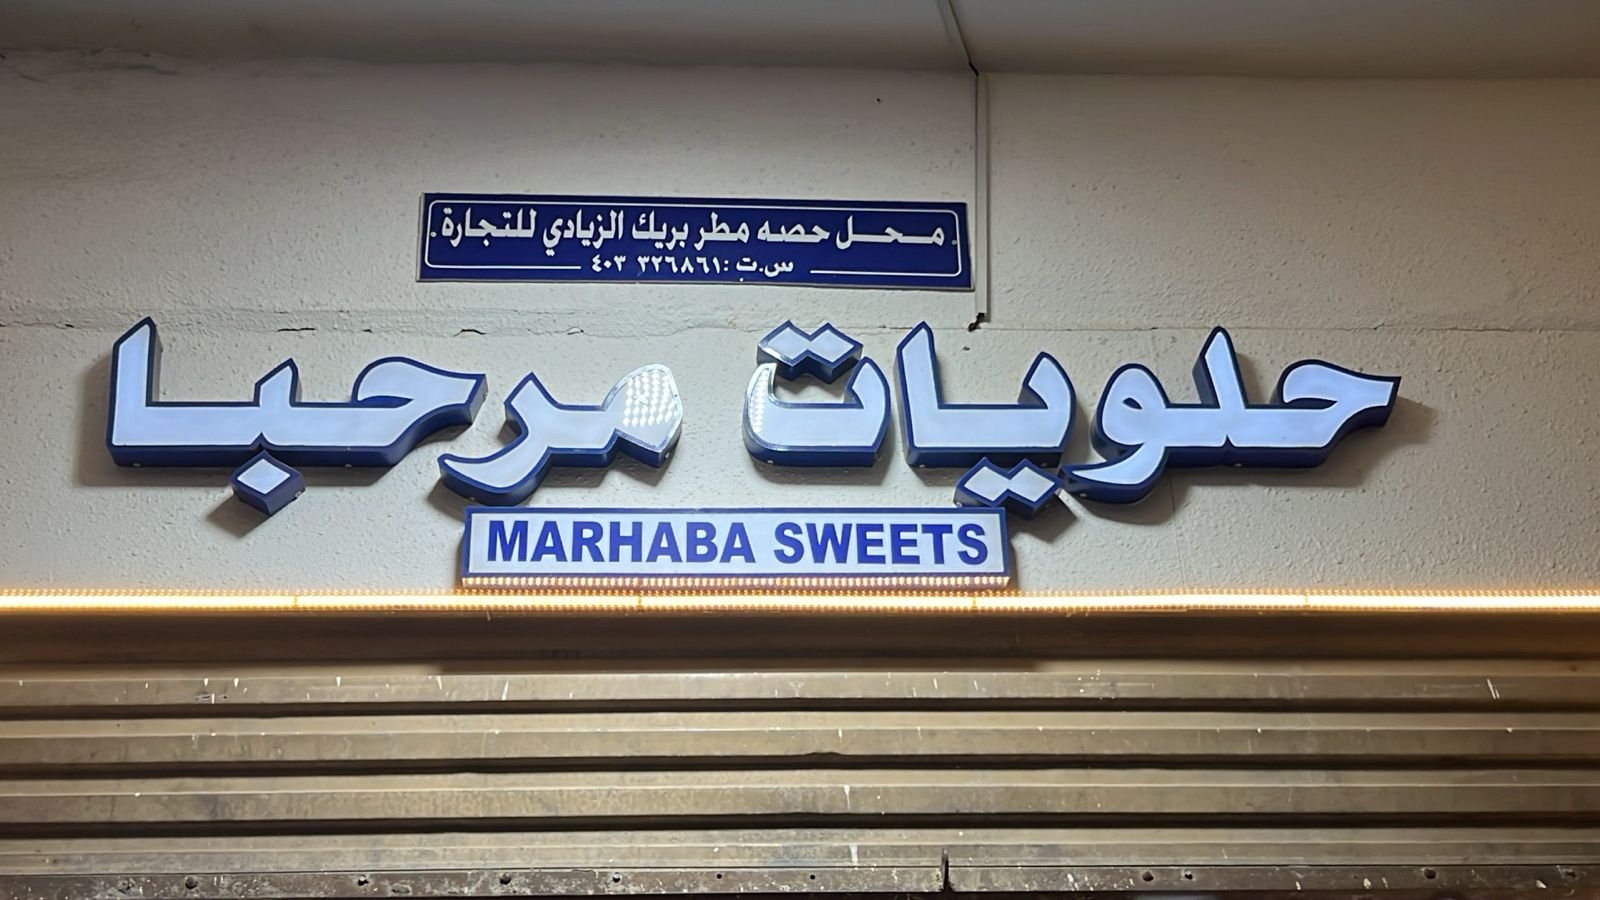 محل حصه مطر بريك الزيادي للتجارة
س.ت: ٤٠٣ ٣٢٦٨٦١
حلويات مرحبا
MARHABA SWEETS